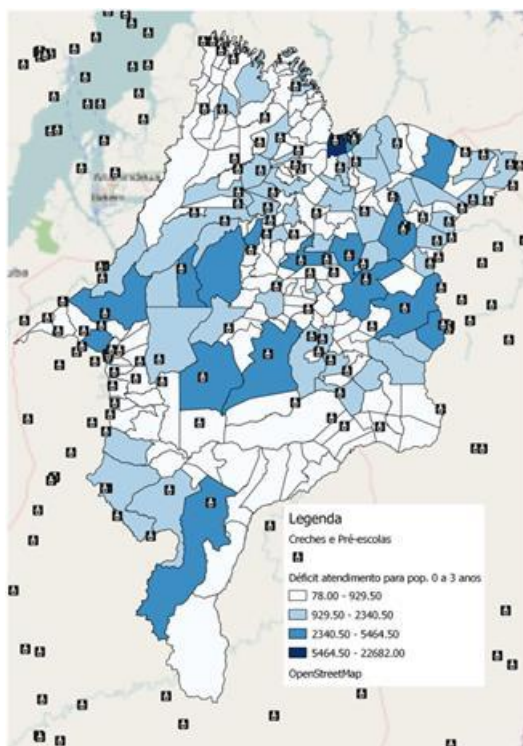 Legenda
Creches e Pré-escolas
Déficit atendimento para pop. 0 a 3 anos
78.00 - 929.50
929.50 - 2340.50
2340.50 - 5464.50
5464.50 - 22682.00
OpenStreetMap